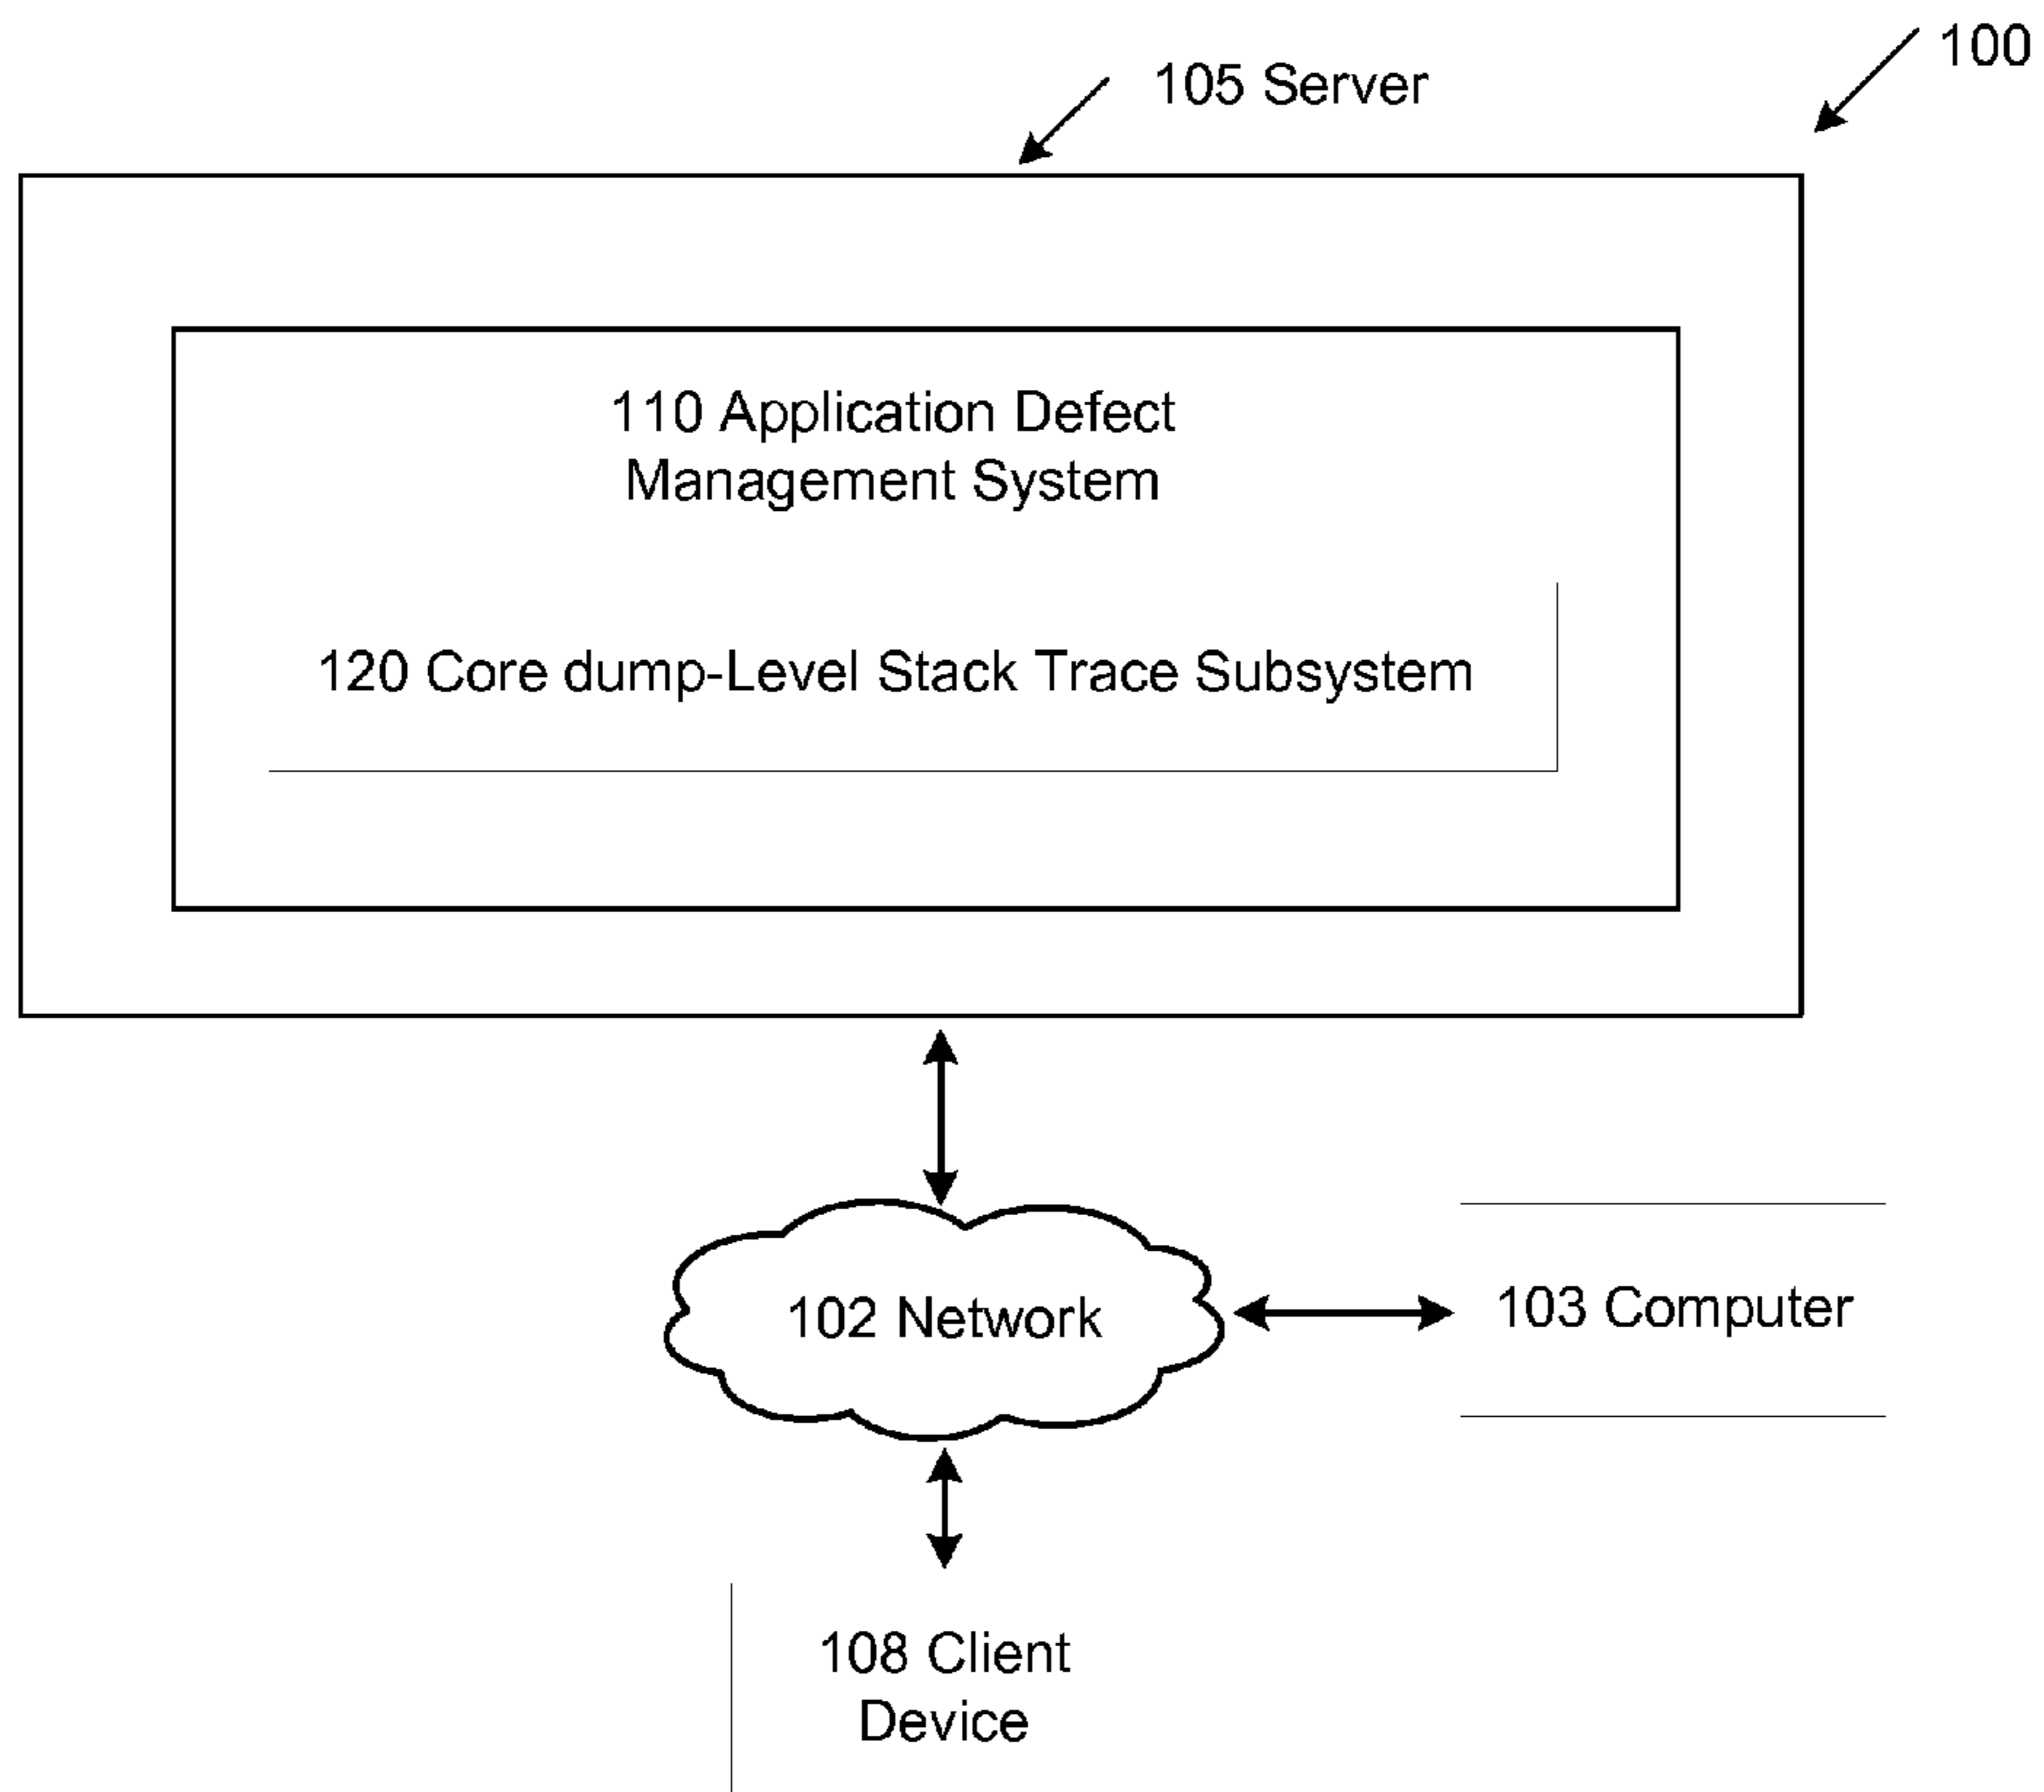 100
105 Server
110 Application Defect
Management System
120 Core dump-Level Stack Trace Subsystem
102 Network
103 Computer
108 Client
Device